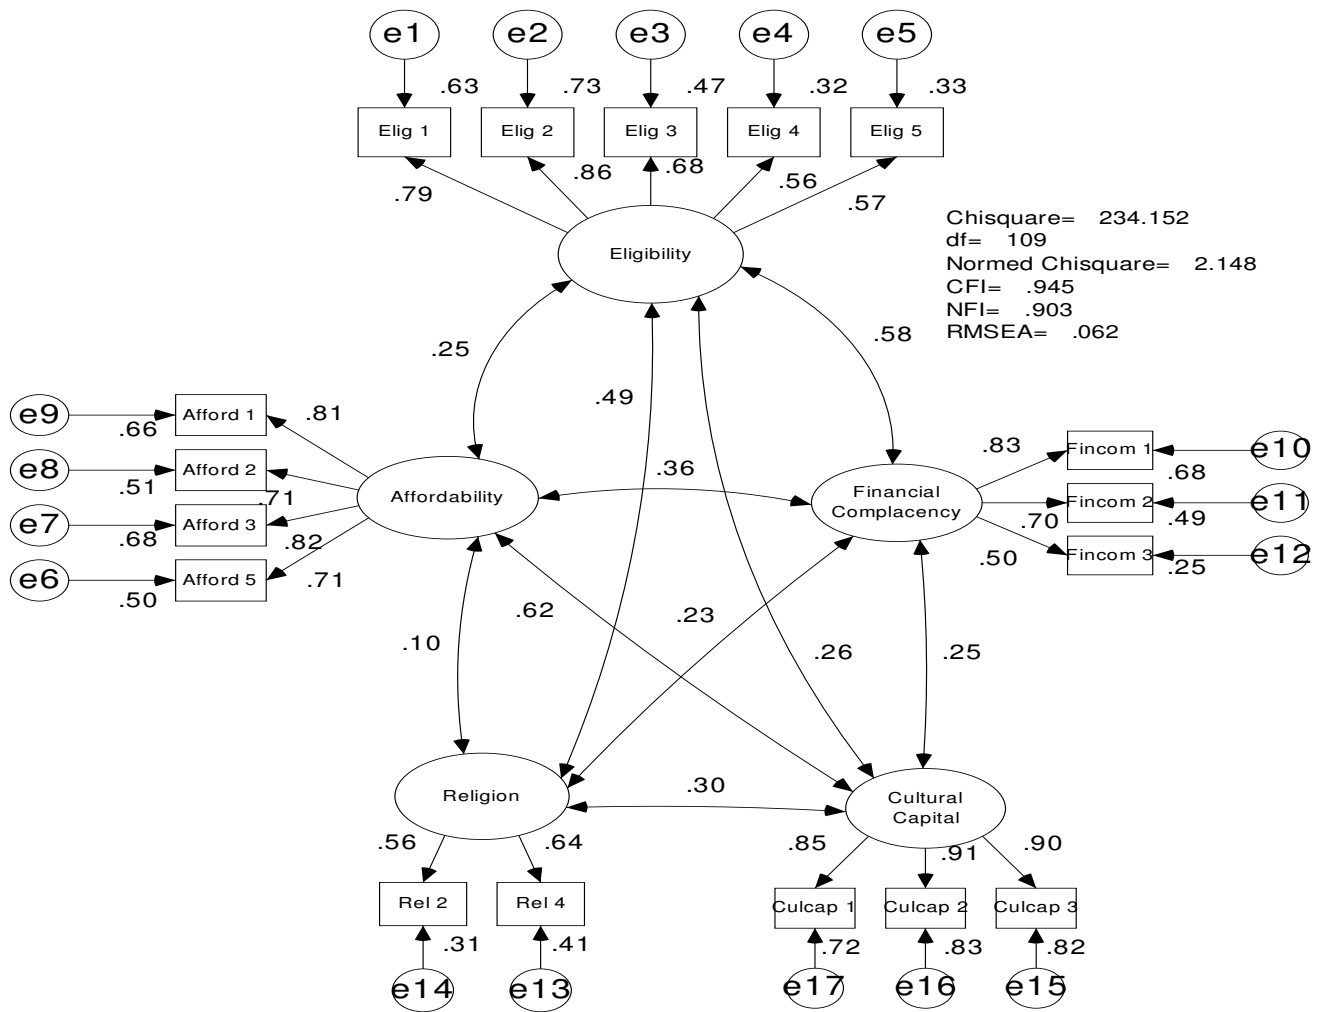 e1 e2 e3 e4 e5
.63 .73 .47 .32 .33
Elig 1 Elig 2 Elig 3 Elig 4 Elig 5
.79 .86 .68 .56 .57
Eligibility
Chisquare= 234.152
df= 109
Normed Chisquare= 2.148
CFI= .945
NFI= .903
RMSEA= .062
.25 .49 .58
e9 .66 Afford 1 .81
e8 .51 Afford 2 .71
e7 .68 Afford 3 .82
e6 .50 Afford 5 .71
Affordability
.36
Financial
Complacency
.83 Fincom 1 .68 e10
.70 Fincom 2 .49 e11
.50 Fincom 3 .25 e12
.10 .62 .23 .26 .25
Religion
.30
Cultural
Capital
.56 .64 .85 .91 .90
Rel 2 Rel 4 Culcap 1 Culcap 2 Culcap 3
.31 .41 .72 .83 .82
e14 e13 e17 e16 e15